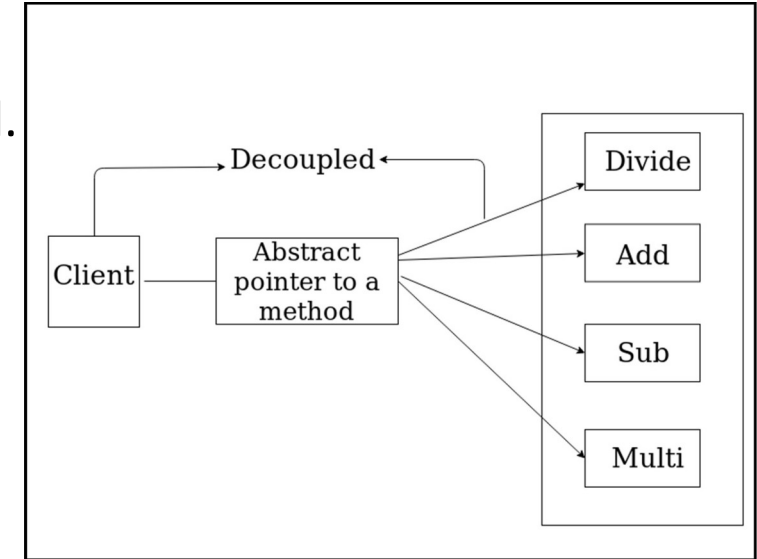 .
Decoupled
Divide
Client
Abstract
pointer to a
method
Add
Sub
Multi